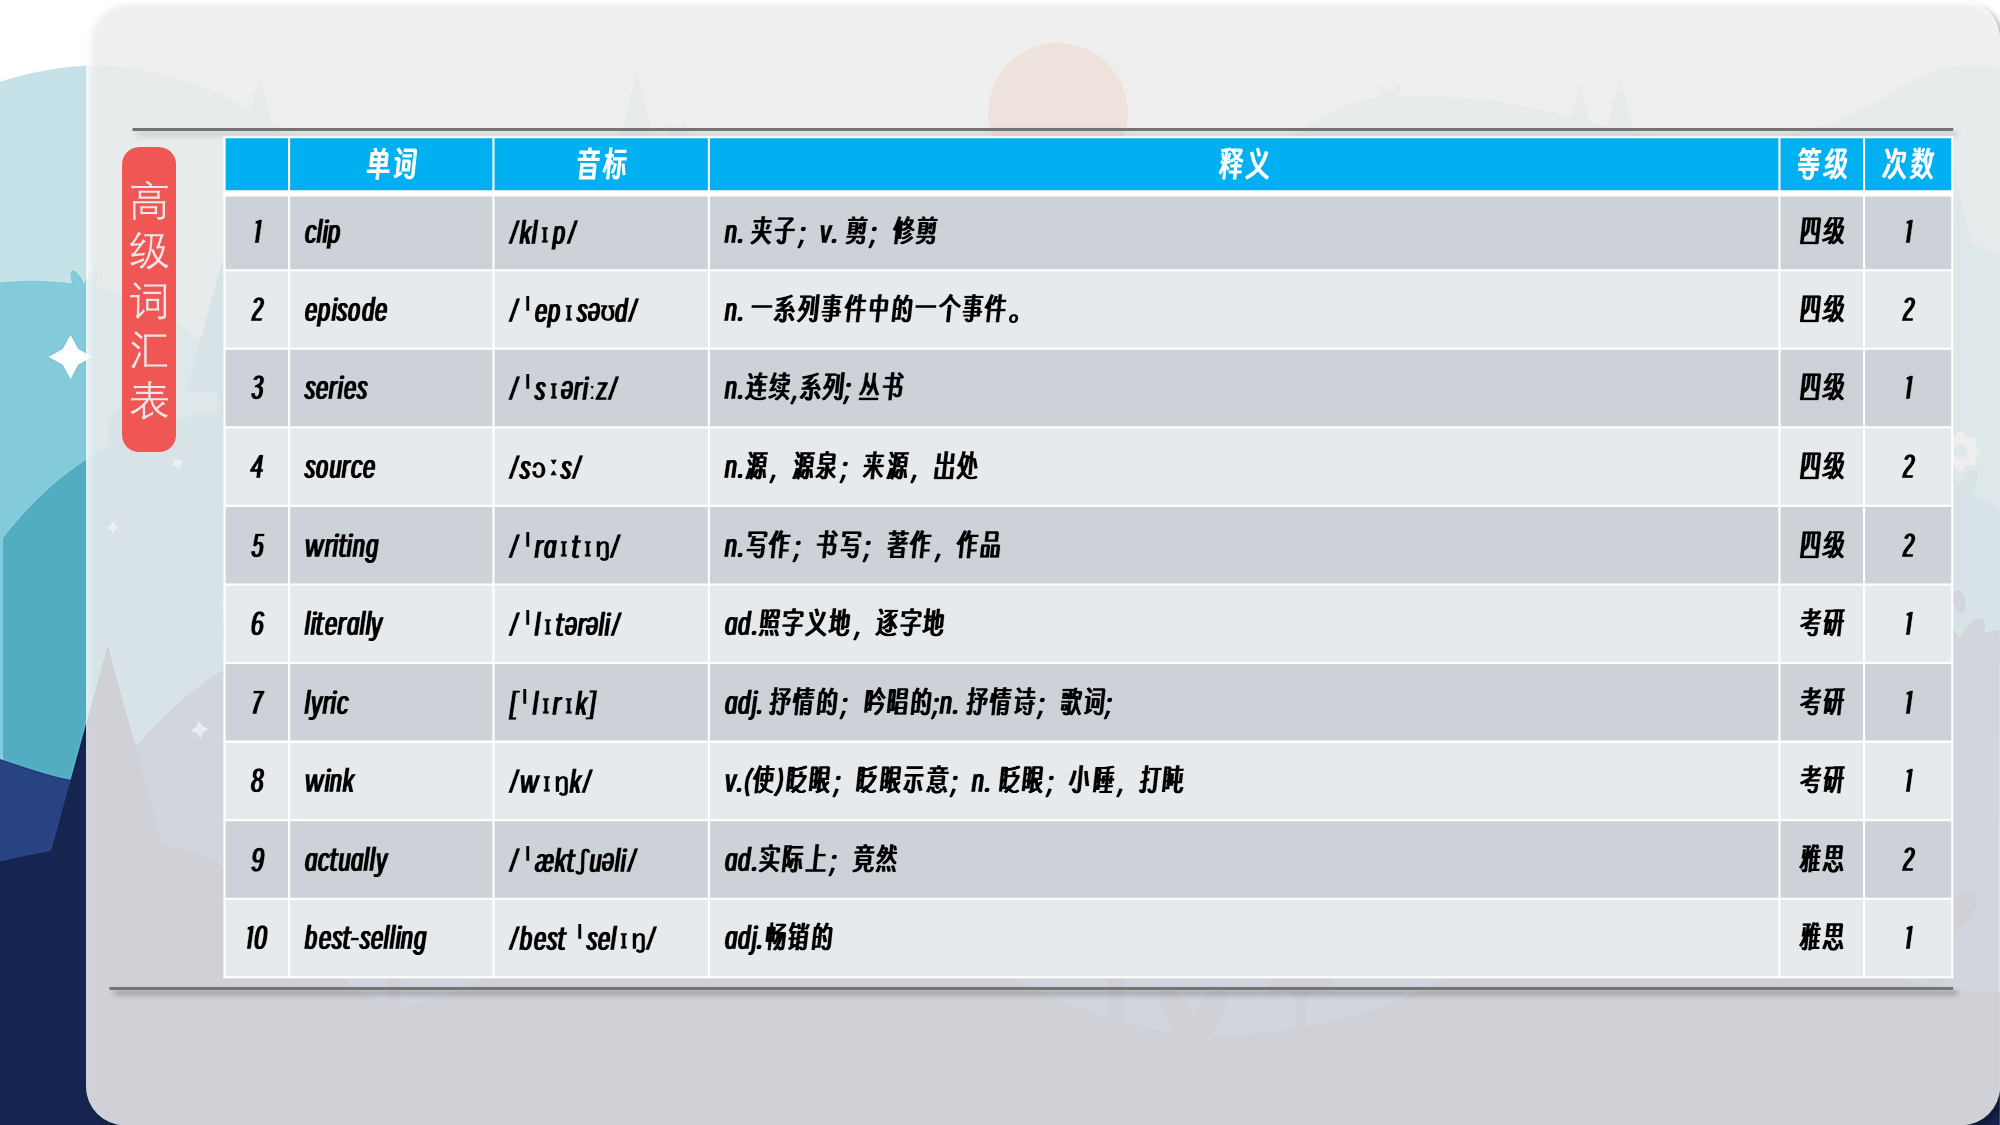 高级词汇表
单词 音标 释义 等级 次数
1 clip /klɪp/ n. 夹子；v. 剪；修剪 四级 1
2 episode /ˈepɪsəʊd/ n. 一系列事件中的一个事件。 四级 2
3 series /ˈsɪəriːz/ n.连续,系列; 丛书 四级 1
4 source /sɔːs/ n.源，源泉；来源，出处 四级 2
5 writing /ˈraɪtɪŋ/ n.写作；书写；著作，作品 四级 2
6 literally /ˈlɪtərəli/ ad.照字义地，逐字地 考研 1
7 lyric [ˈlɪrɪk] adj. 抒情的；吟唱的;n. 抒情诗；歌词; 考研 1
8 wink /wɪŋk/ v.(使)眨眼；眨眼示意；n. 眨眼；小睡，打盹 考研 1
9 actually /ˈæktʃuəli/ ad.实际上；竟然 雅思 2
10 best-selling /best ˈselɪŋ/ adj.畅销的 雅思 1